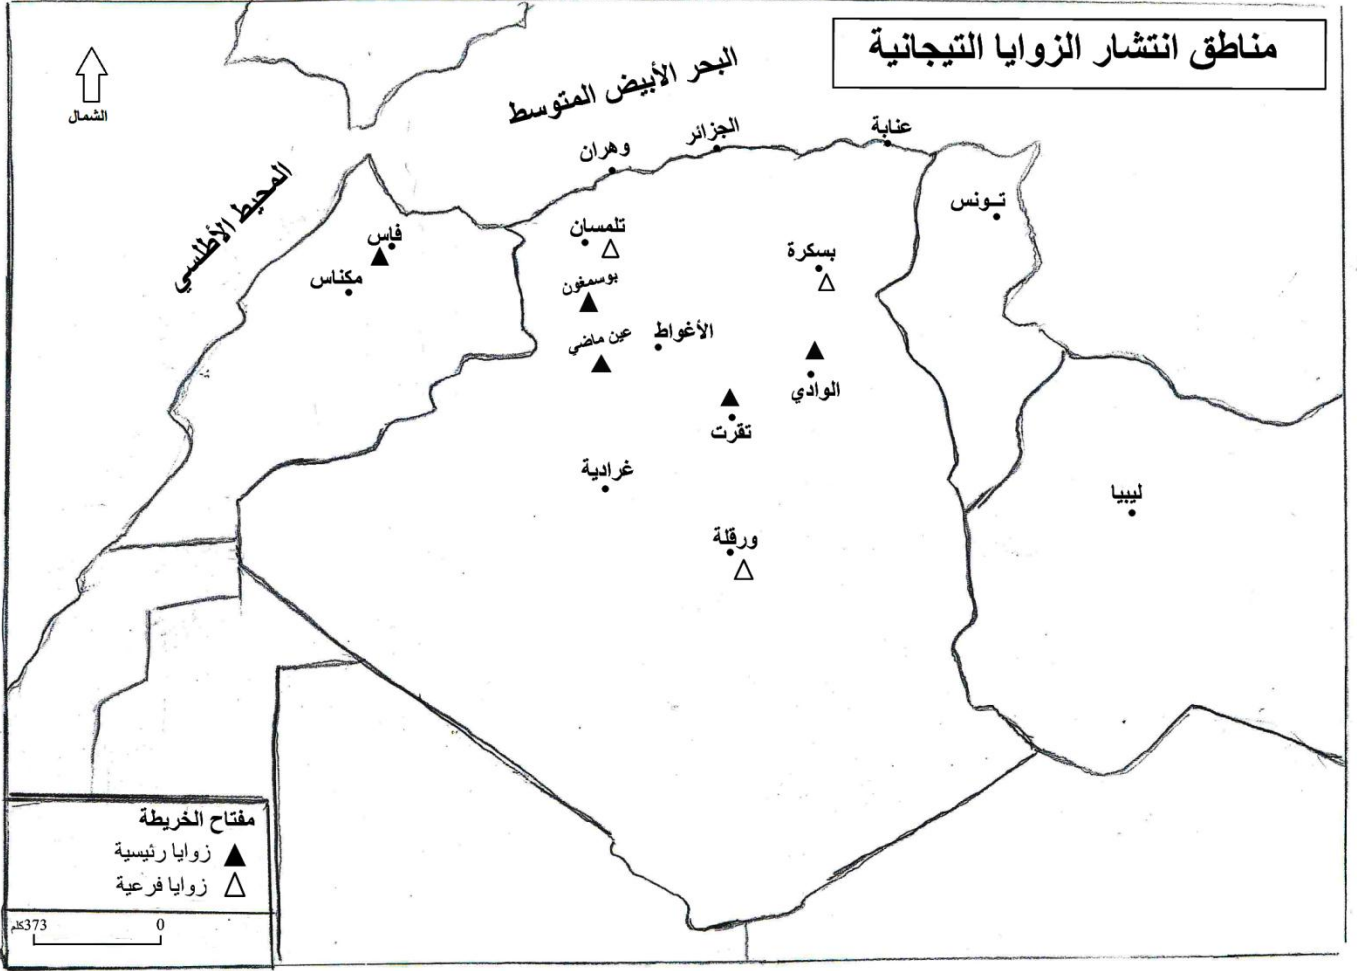 مناطق انتشار الزوايا التيجانية
الشمال
البحر الأبيض المتوسط
المحيط الأطلسي
عنابة
الجزائر
وهران
تونس
تلمسان
فاس
بسكرة
مكناس
بوسمغون
الأغواط
عين ماضي
الوادي
تقرت
غرادية
ليبيا
ورقلة
مفتاح الخريطة
زوايا رئيسية
زوايا فرعية
0 373كلم